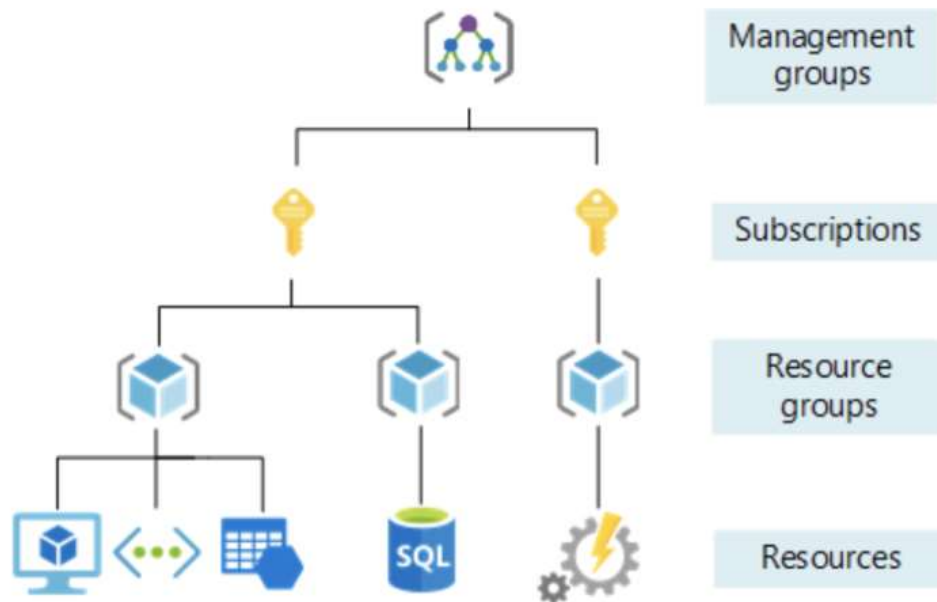 Management
groups
Subscriptions
Resource
groups
SQL
Resources